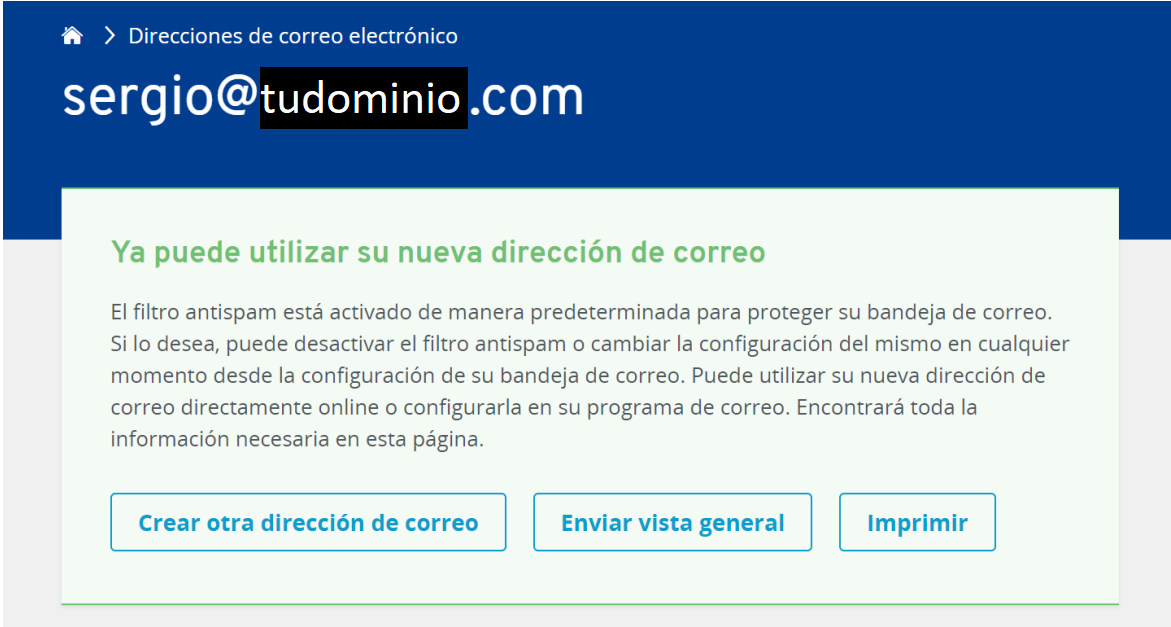 Direcciones de correo electrónico
sergio@tudominio.com
Ya puede utilizar su nueva dirección de correo
El filtro antispam está activado de manera predeterminada para proteger su bandeja de correo.
Si lo desea, puede desactivar el filtro antispam o cambiar la configuración del mismo en cualquier
momento desde la configuración de su bandeja de correo. Puede utilizar su nueva dirección de
correo directamente online o configurarla en su programa de correo. Encontrará toda la
información necesaria en esta página.
Crear otra dirección de correo Enviar vista general Imprimir